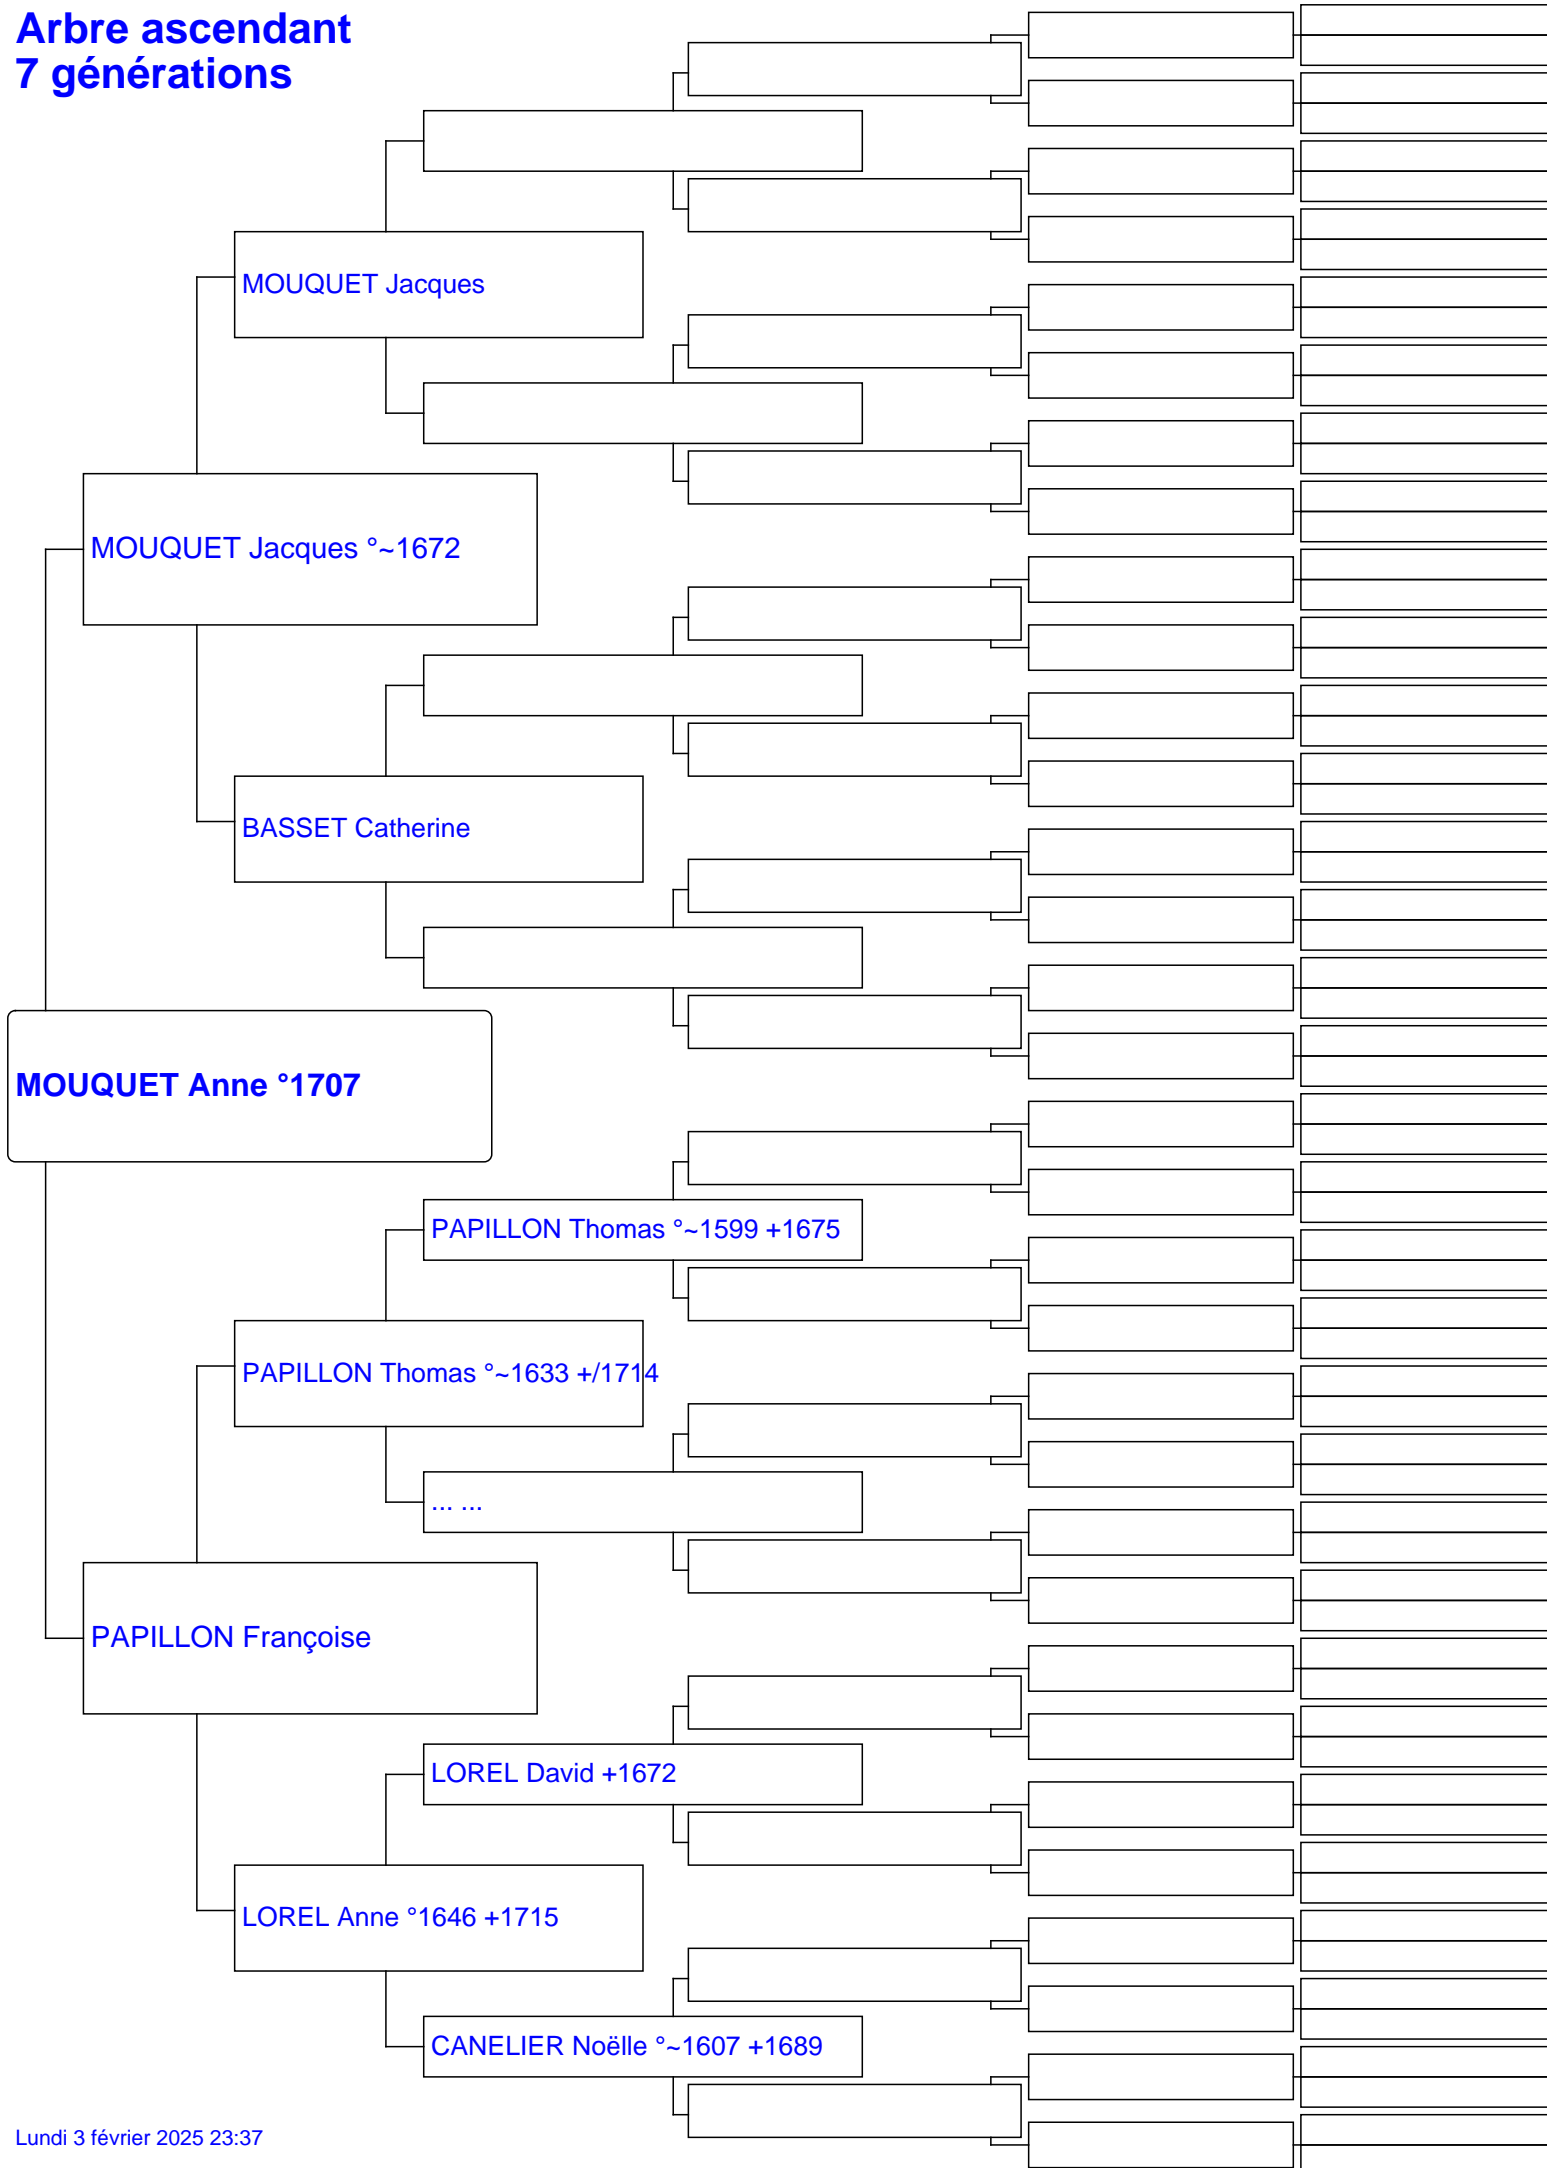 Arbre ascendant
7 générations
MOUQUET Jacques
MOUQUET Jacques °~1672
BASSET Catherine
MOUQUET Anne °1707
PAPILLON Thomas °~1599 +1675
PAPILLON Thomas °~1633 +/1714
... ...
PAPILLON Françoise
LOREL David +1672
LOREL Anne °1646 +1715
CANELIER Noëlle °~1607 +1689
Lundi 3 février 2025 23:37